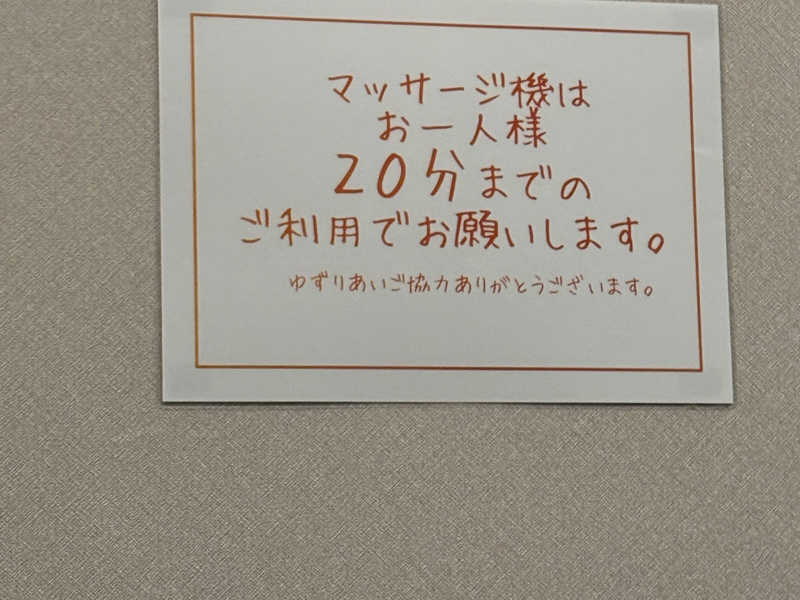 マッサージ機は
お一人様
20分までの
ご利用でお願いします。
ゆずりあいご協力ありがとうございます。